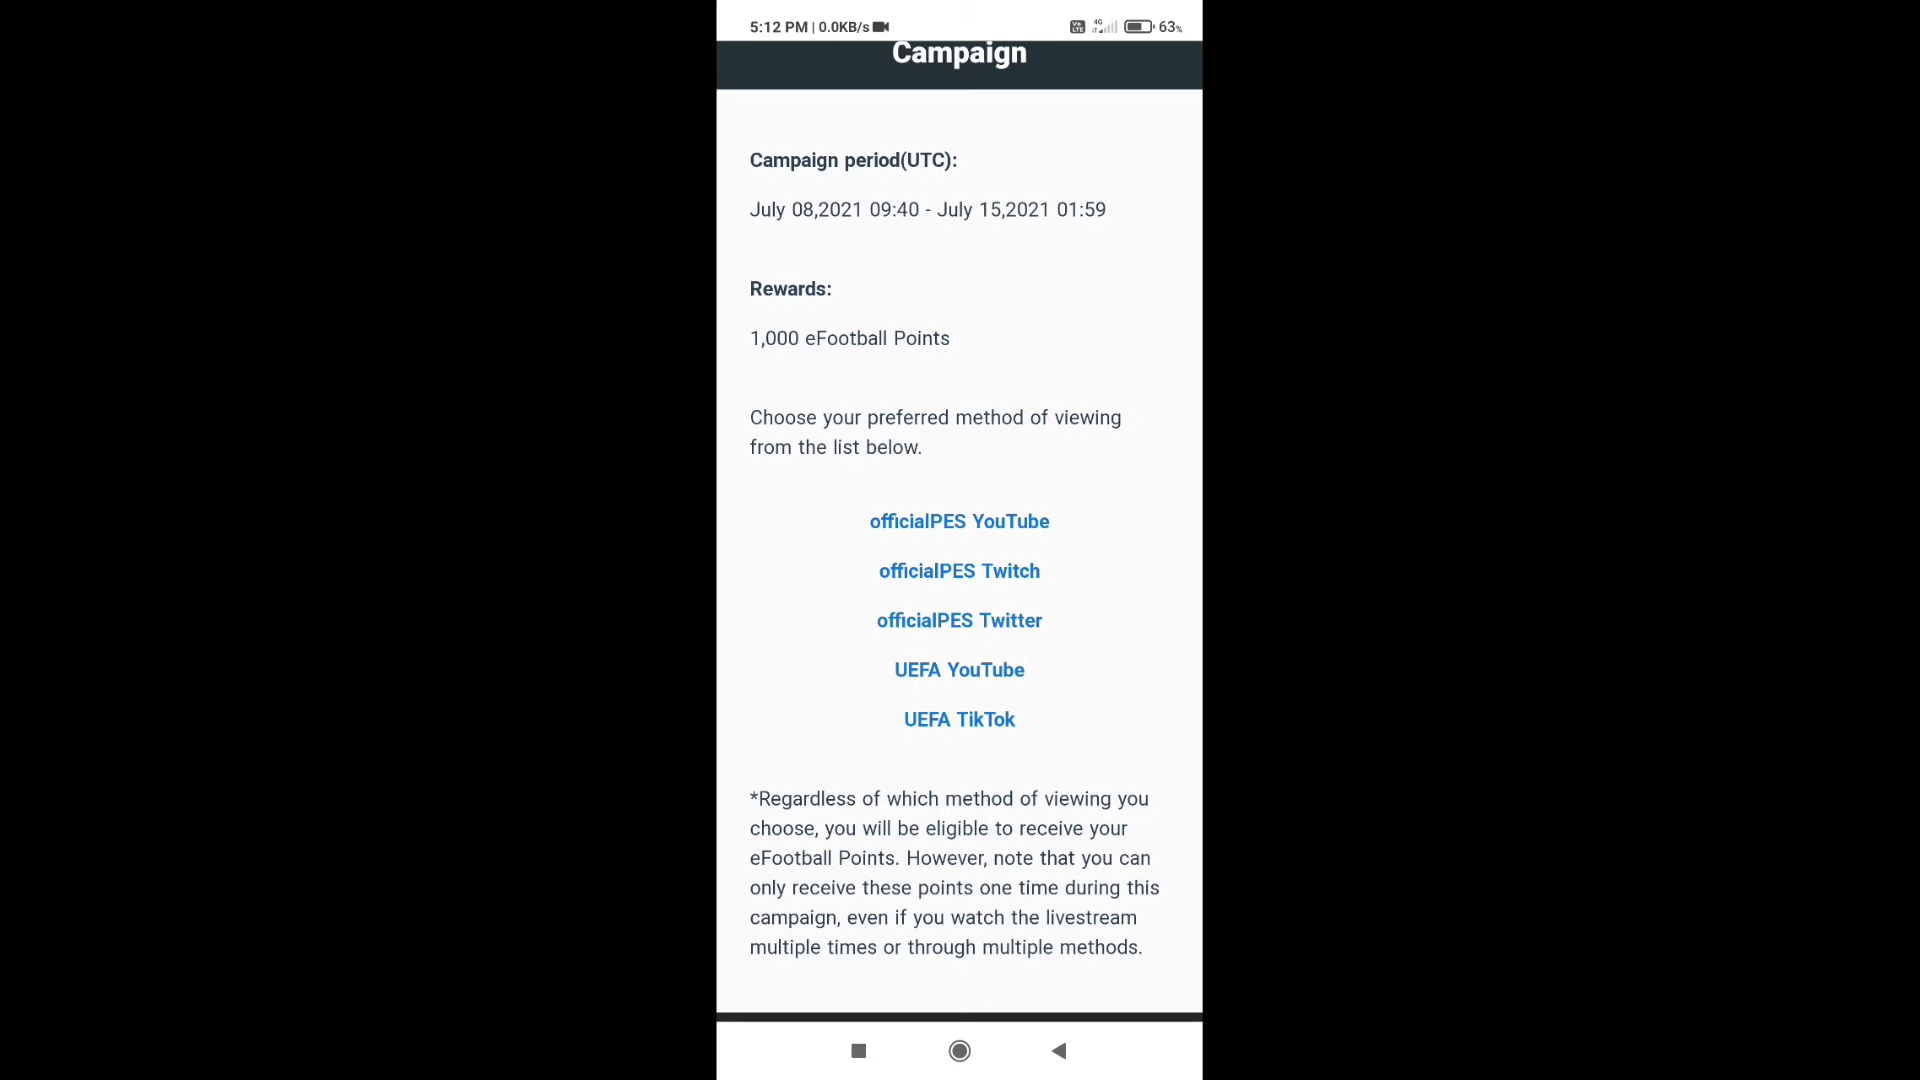 5:12 PM | 0.0KB/s
Vo LTE 4G 63%
Campaign
Campaign period(UTC):
July 08,2021 09:40 - July 15,2021 01:59
Rewards:
1,000 eFootball Points
Choose your preferred method of viewing
from the list below.
officialPES YouTube
officialPES Twitch
officialPES Twitter
UEFA YouTube
UEFA TikTok
*Regardless of which method of viewing you
choose, you will be eligible to receive your
eFootball Points. However, note that you can
only receive these points one time during this
campaign, even if you watch the livestream
multiple times or through multiple methods.